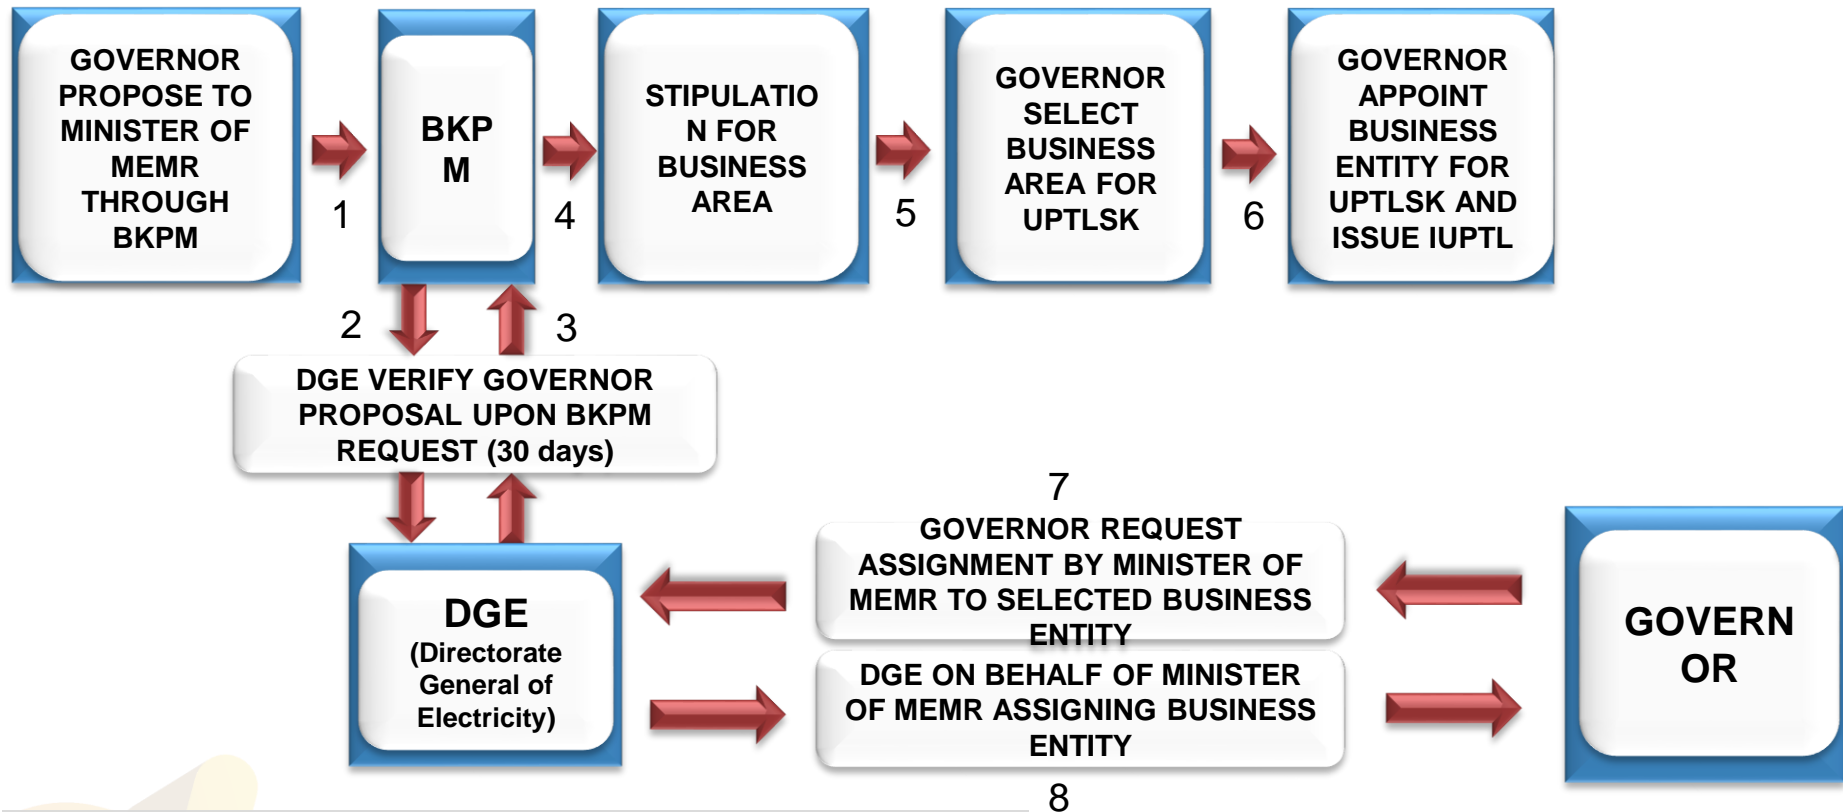 GOVERNOR
PROPOSE TO
MINISTER OF
MEMR
THROUGH
BKPM
1
BKP
M
4
STIPULATIO
N FOR
BUSINESS
AREA
5
GOVERNOR
SELECT
BUSINESS
AREA FOR
UPTLSK
6
GOVERNOR
APPOINT
BUSINESS
ENTITY FOR
UPTLSK AND
ISSUE IUPTL
2
3
DGE VERIFY GOVERNOR
PROPOSAL UPON BKPM
REQUEST (30 days)
DGE
(Directorate
General of
Electricity)
7
GOVERNOR REQUEST
ASSIGNMENT BY MINISTER OF
MEMR TO SELECTED BUSINESS
ENTITY
DGE ON BEHALF OF MINISTER
OF MEMR ASSIGNING BUSINESS
ENTITY
8
GOVERN
OR